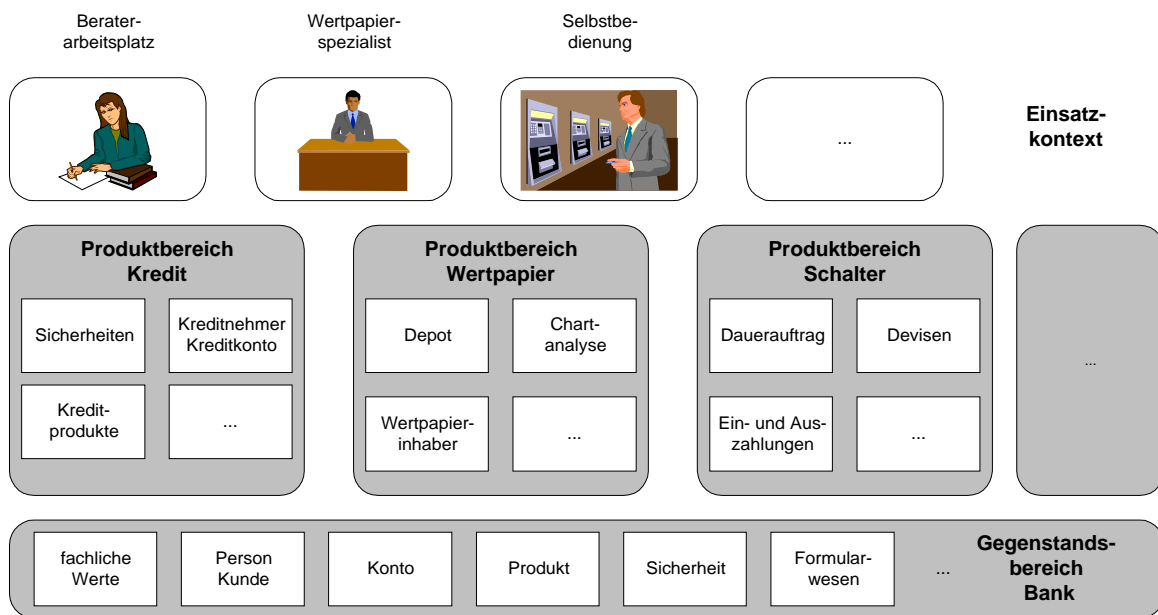 Berater-
arbeitsplatz
Wertpapier-
spezialist
Selbstbe-
dienung
...
Einsatz-
kontext
Produktbereich
Kredit
Sicherheiten
Kreditnehmer
Kreditkonto
Kredit-
produkte
...
Produktbereich
Wertpapier
Depot
Chart-
analyse
Wertpapier-
inhaber
...
Produktbereich
Schalter
Dauerauftrag
Devisen
Ein- und Aus-
zahlungen
...
...
fachliche
Werte
Person
Kunde
Konto
Produkt
Sicherheit
Formular-
wesen
...
Gegenstands-
bereich
Bank